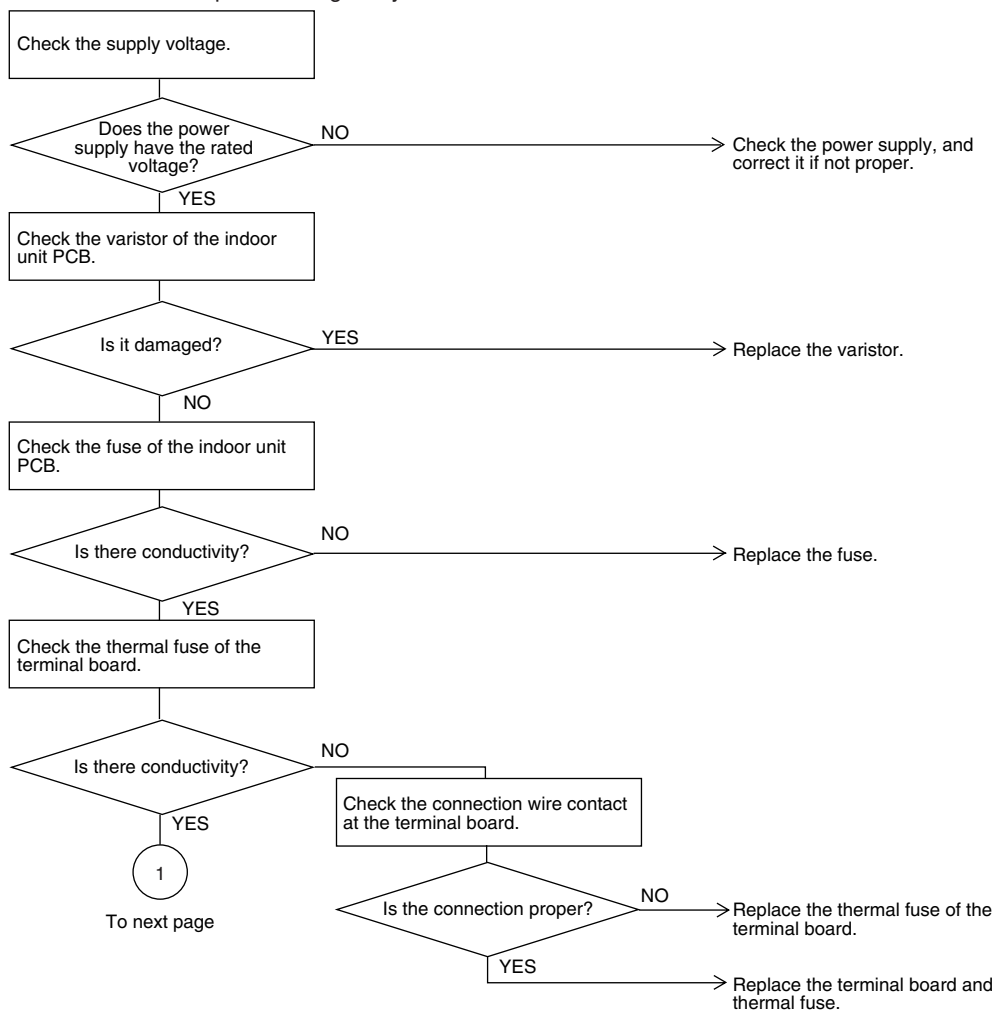 Check the supply voltage.
Does the power
supply have the rated
voltage?
NO
Check the power supply, and
correct it if not proper.
YES
Check the varistor of the indoor
unit PCB.
Is it damaged?
YES
Replace the varistor.
NO
Check the fuse of the indoor unit
PCB.
Is there conductivity?
NO
Replace the fuse.
YES
Check the thermal fuse of the
terminal board.
Is there conductivity?
NO
Check the connection wire contact
at the terminal board.
YES
1
To next page
Is the connection proper?
NO
Replace the thermal fuse of the
terminal board.
YES
Replace the terminal board and
thermal fuse.